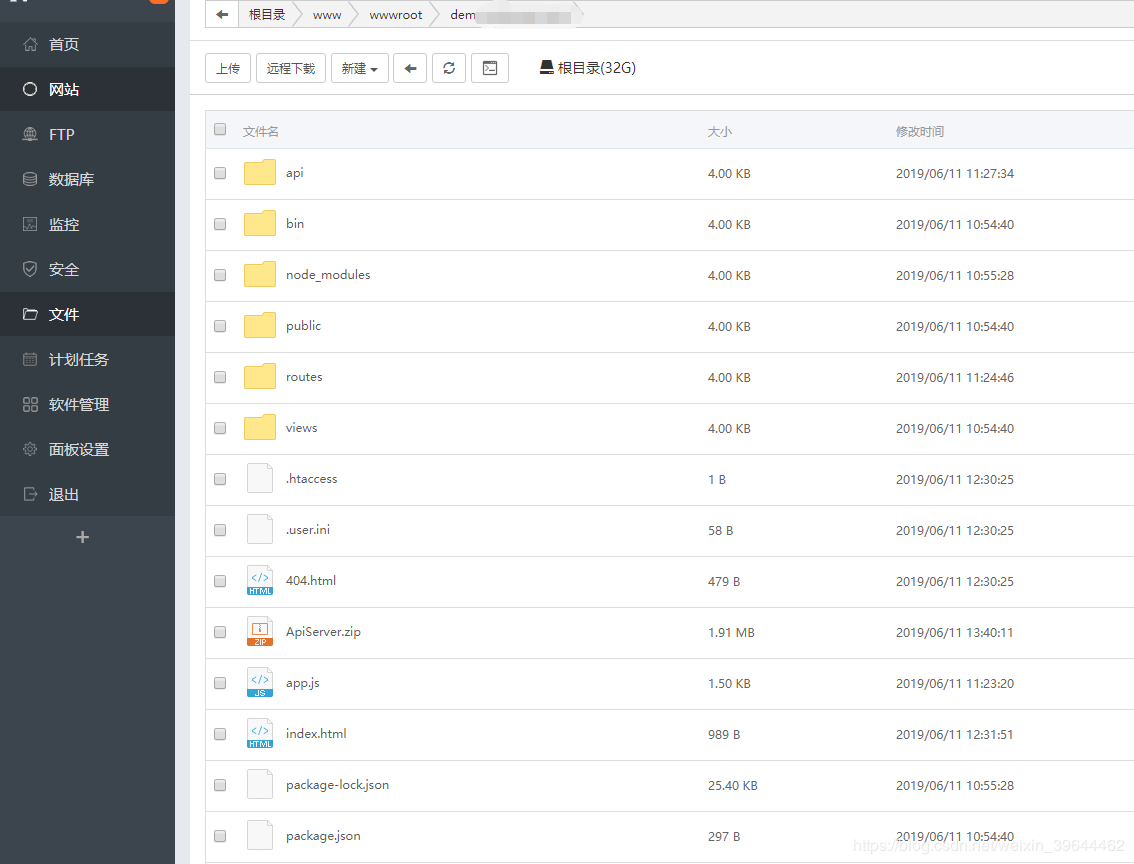 根目录 www wwwroot dem
上传 远程下载 新建 根目录(32G)
首页
网站
FTP
数据库
监控
安全
文件
计划任务
软件管理
面板设置
退出
+
文件名 大小 修改时间
api 4.00 KB 2019/06/11 11:27:34
bin 4.00 KB 2019/06/11 10:54:40
node_modules 4.00 KB 2019/06/11 10:55:28
public 4.00 KB 2019/06/11 10:54:40
routes 4.00 KB 2019/06/11 11:24:46
views 4.00 KB 2019/06/11 10:54:40
.htaccess 1 B 2019/06/11 12:30:25
.user.ini 58 B 2019/06/11 12:30:25
HTML 404.html 479 B 2019/06/11 12:30:25
ZIP ApiServer.zip 1.91 MB 2019/06/11 13:40:11
JS app.js 1.50 KB 2019/06/11 11:23:20
HTML index.html 989 B 2019/06/11 12:31:51
package-lock.json 25.40 KB 2019/06/11 10:55:28
package.json 297 B 2019/06/11 10:54:40
https://blog.csdn.net/weixin_39644462